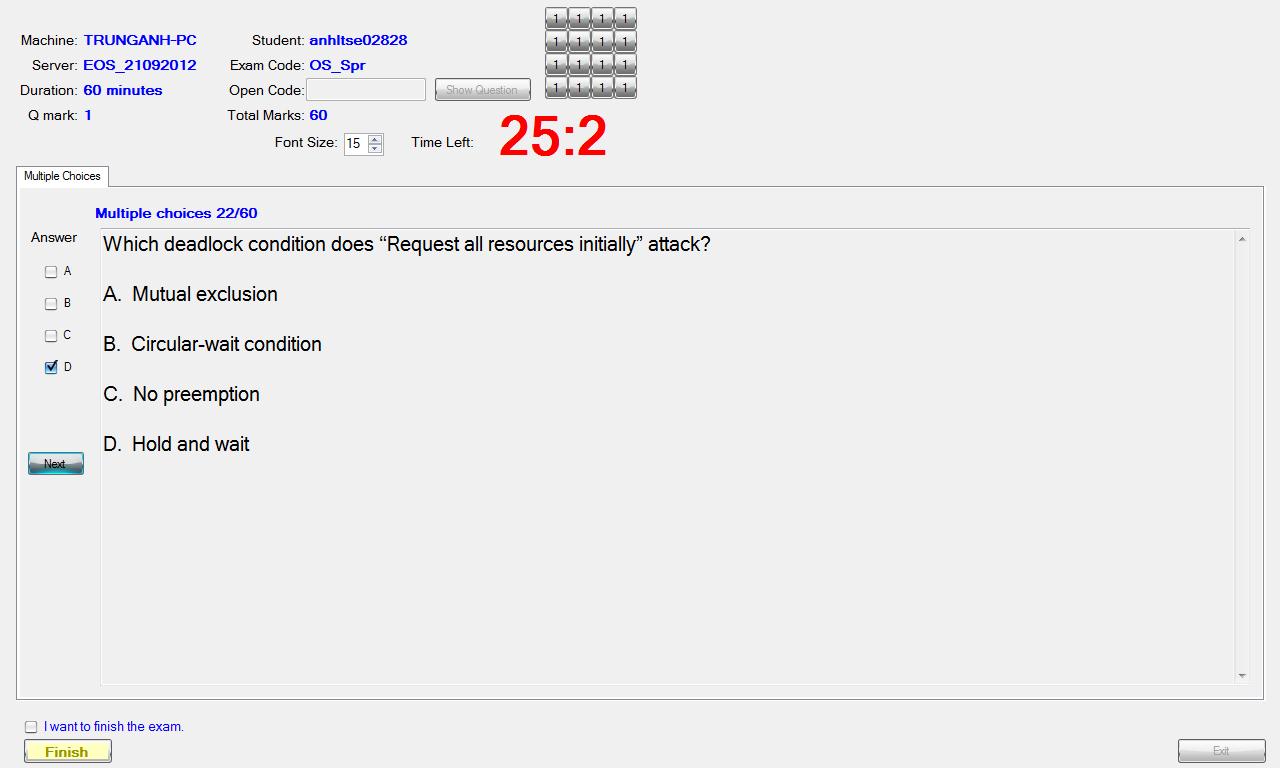 Machine: TRUNGANH-PC Student: anhltse02828
Server: EOS_21092012 Exam Code: OS_Spr
Duration: 60 minutes Open Code: Show Question
Q mark: 1 Total Marks: 60
1 1 1 1
1 1 1 1
1 1 1 1
1 1 1 1
Font Size: 15 Time Left: 25:2
Multiple Choices
Multiple choices 22/60
Answer
A
B
C
D
Next
Which deadlock condition does “Request all resources initially” attack?
A. Mutual exclusion
B. Circular-wait condition
C. No preemption
D. Hold and wait
I want to finish the exam.
Finish
Exit